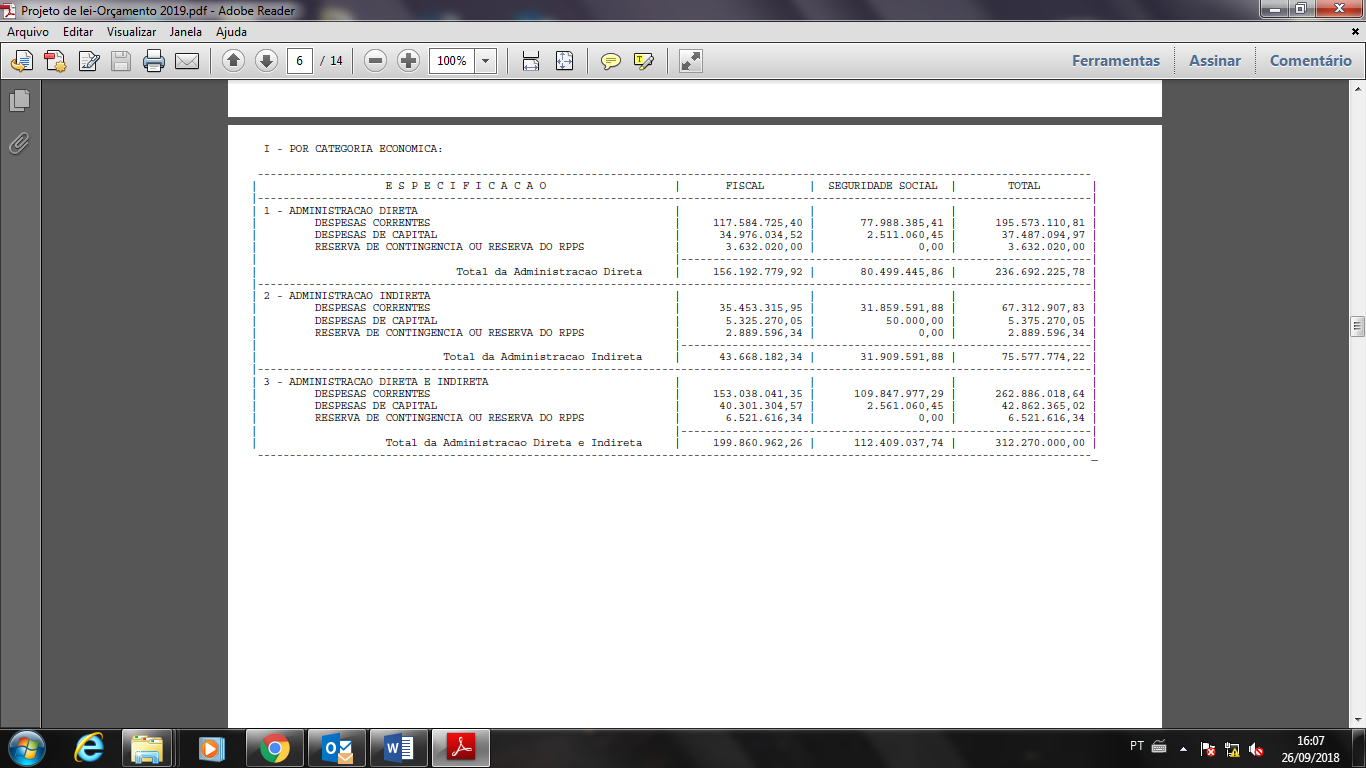 Projeto de lei-Orçamento 2019.pdf - Adobe Reader
Arquivo Editar Visualizar Janela Ajuda
6 / 14 100% Ferramentas Assinar Comentário
I - POR CATEGORIA ECONOMICA:
E S P E C I F I C A C A O | FISCAL | SEGURIDADE SOCIAL | TOTAL
1 - ADMINISTRACAO DIRETA
DESPESAS CORRENTES | 117.584.725,40 | 77.988.385,41 | 195.573.110,81
DESPESAS DE CAPITAL | 34.976.034,52 | 2.511.060,45 | 37.487.094,97
RESERVA DE CONTINGENCIA OU RESERVA DO RPPS | 3.632.020,00 | 0,00 | 3.632.020,00
Total da Administracao Direta | 156.192.779,92 | 80.499.445,86 | 236.692.225,78
2 - ADMINISTRACAO INDIRETA
DESPESAS CORRENTES | 35.453.315,95 | 31.859.591,88 | 67.312.907,83
DESPESAS DE CAPITAL | 5.325.270,05 | 50.000,00 | 5.375.270,05
RESERVA DE CONTINGENCIA OU RESERVA DO RPPS | 2.889.596,34 | 0,00 | 2.889.596,34
Total da Administracao Indireta | 43.668.182,34 | 31.909.591,88 | 75.577.774,22
3 - ADMINISTRACAO DIRETA E INDIRETA
DESPESAS CORRENTES | 153.038.041,35 | 109.847.977,29 | 262.886.018,64
DESPESAS DE CAPITAL | 40.301.304,57 | 2.561.060,45 | 42.862.365,02
RESERVA DE CONTINGENCIA OU RESERVA DO RPPS | 6.521.616,34 | 0,00 | 6.521.616,34
Total da Administracao Direta e Indireta | 199.860.962,26 | 112.409.037,74 | 312.270.000,00
PT 16:07
26/09/2018